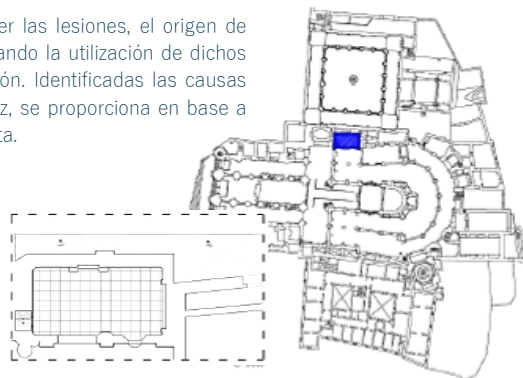 er las lesiones, el origen de
ando la utilización de dichos
ón. Identificadas las causas
z, se proporciona en base a
ta.